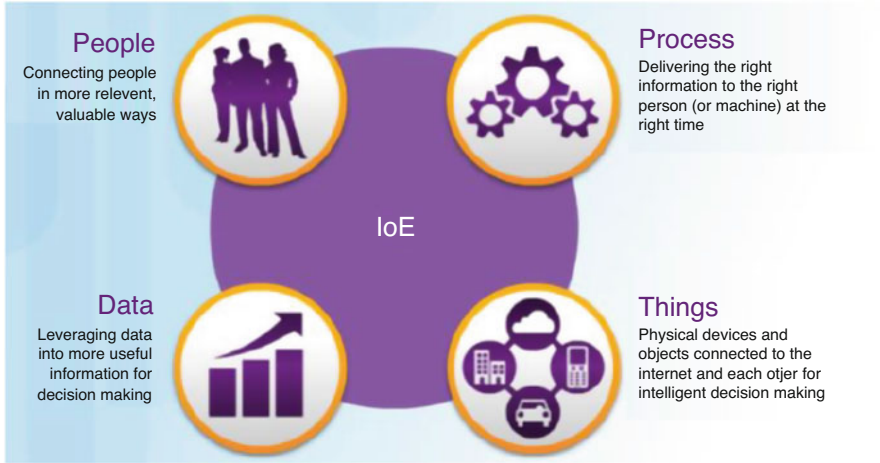 People
Connecting people
in more relevent,
valuable ways
Process
Delivering the right
information to the right
person (or machine) at the
right time
IoE
Data
Leveraging data
into more useful
information for
decision making
Things
Physical devices and
objects connected to the
internet and each otjer for
intelligent decision making